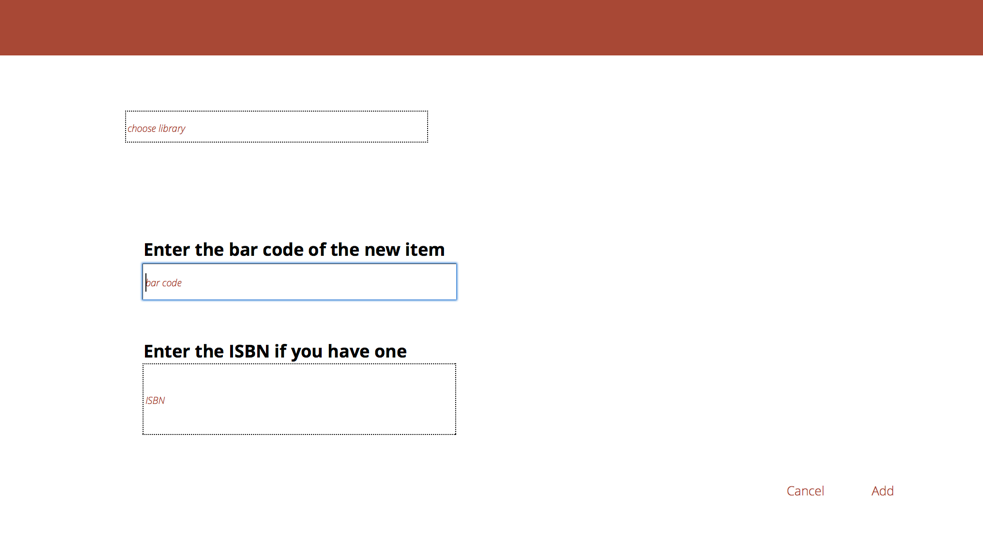 choose library
Enter the bar code of the new item
bar code
Enter the ISBN if you have one
ISBN
Cancel Add